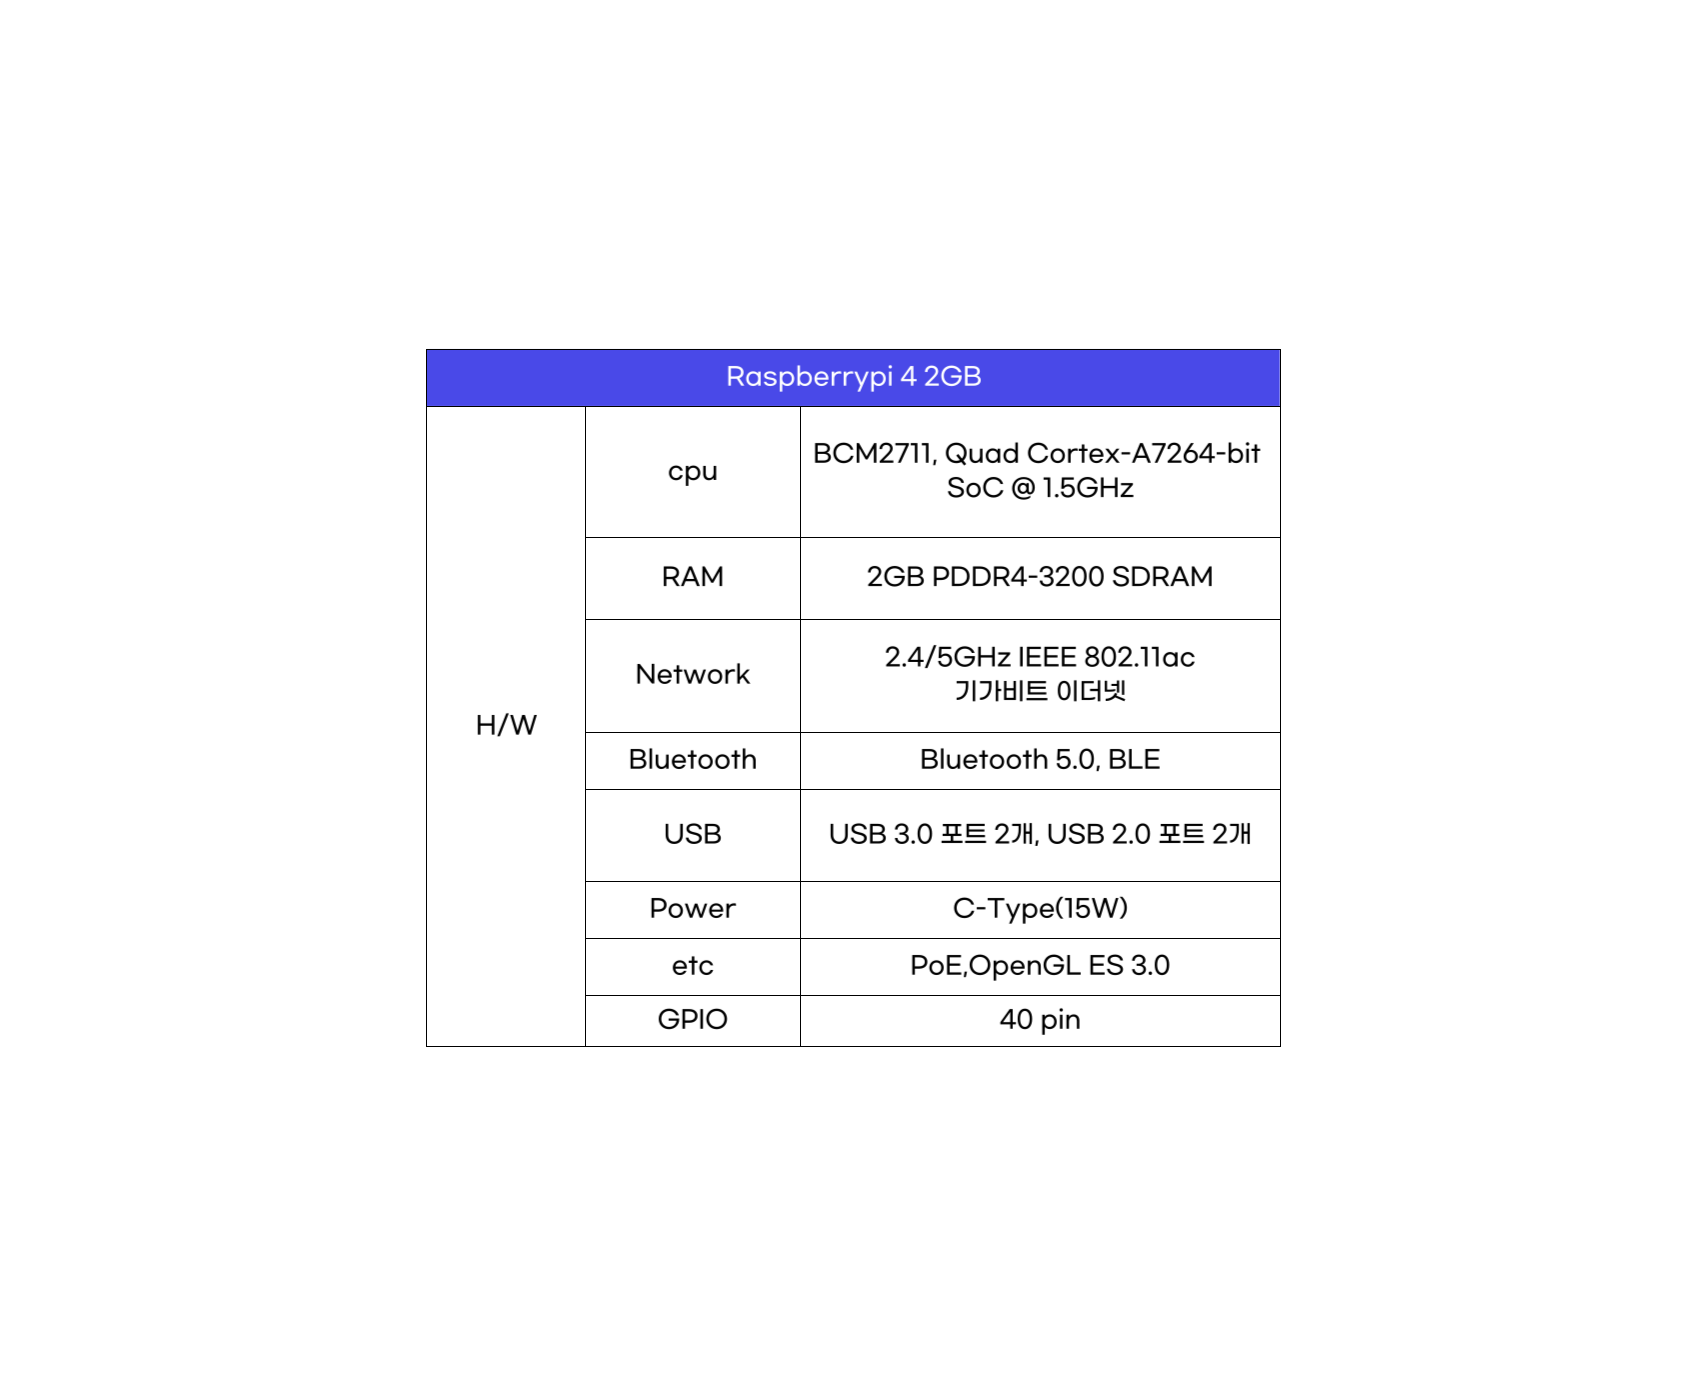 Raspberrypi 4 2GB
H/W
cpu
BCM2711, Quad Cortex-A7264-bit
SoC @ 1.5GHz
RAM
2GB PDDR4-3200 SDRAM
Network
2.4/5GHz IEEE 802.11ac
기가비트 이더넷
Bluetooth
Bluetooth 5.0, BLE
USB
USB 3.0 포트 2개, USB 2.0 포트 2개
Power
C-Type(15W)
etc
PoE,OpenGL ES 3.0
GPIO
40 pin